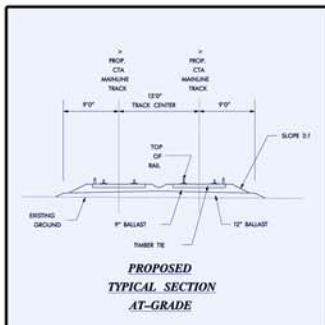 >
PROP.
CTA
MAINLINE
TRACK
>
PROP.
CTA
MAINLINE
TRACK
9'0"
13'0"
TRACK CENTER
9'0"
TOP
OF
RAIL
SLOPE 2:1
EXISTING
GROUND
9" BALLAST
12" BALLAST
TIMBER TIE
PROPOSED
TYPICAL SECTION
AT-GRADE